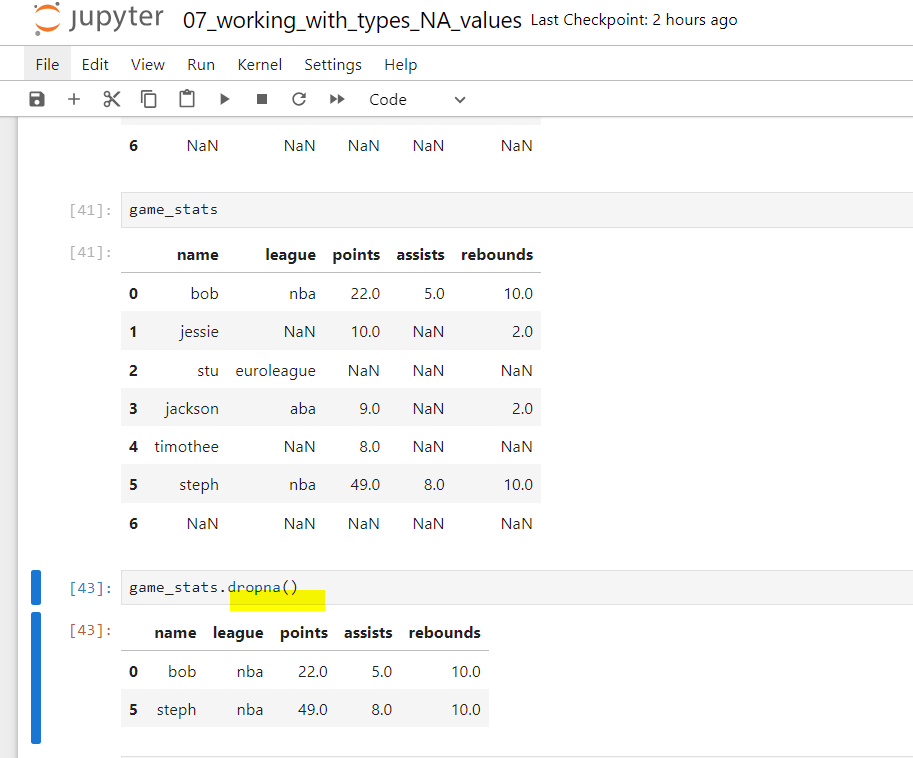 jupyter 07_working_with_types_NA_values Last Checkpoint: 2 hours ago
File Edit View Run Kernel Settings Help
Code
6 NaN NaN NaN NaN NaN
[41]: game_stats
[41]: name league points assists rebounds
0 bob nba 22.0 5.0 10.0
1 jessie NaN 10.0 NaN 2.0
2 stu euroleague NaN NaN NaN
3 jackson aba 9.0 NaN 2.0
4 timothee NaN 8.0 NaN NaN
5 steph nba 49.0 8.0 10.0
6 NaN NaN NaN NaN NaN
[43]: game_stats.dropna()
[43]: name league points assists rebounds
0 bob nba 22.0 5.0 10.0
5 steph nba 49.0 8.0 10.0